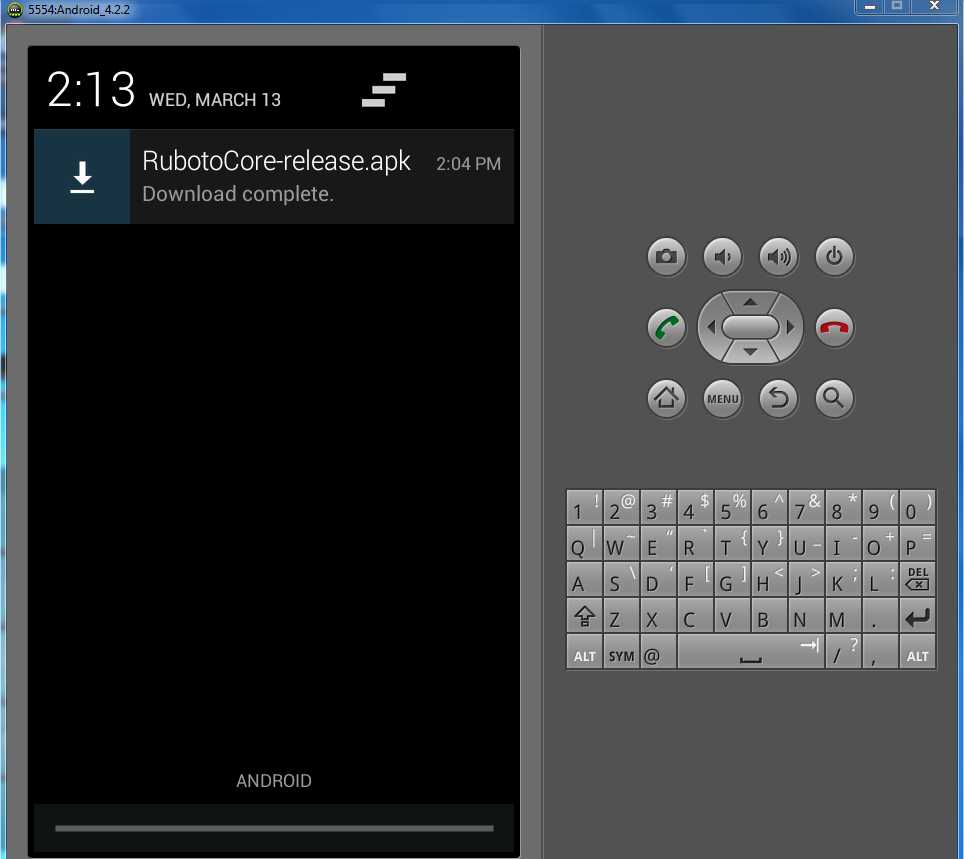 5554:Android_4.2.2
2:13 WED, MARCH 13
RubotoCore-release.apk 2:04 PM
Download complete.
ANDROID
MENU
1 ! 2 @ 3 # 4 $ 5 % 6 ^ 7 & 8 * 9 ( 0 )
Q | W ~ E " R ` T { Y } U _ I - O + P =
A S \ D ' F [ G ] H < J > K ; L : DEL
Z X C V B N M .
ALT SYM @ / ? , ALT